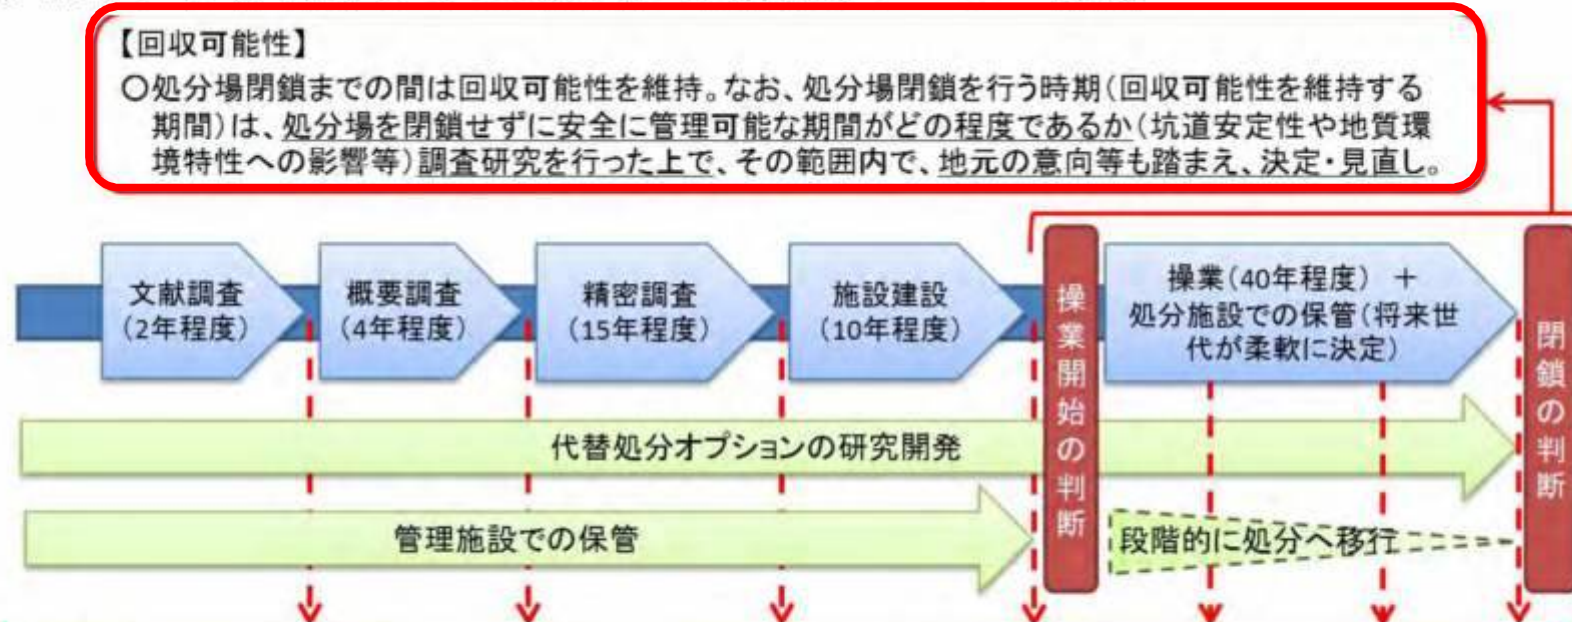 【回収可能性】
〇処分場閉鎖までの間は回収可能性を維持。なお、処分場閉鎖を行う時期(回収可能性を維持する
期間)は、処分場を閉鎖せずに安全に管理可能な期間がどの程度であるか(坑道安定性や地質環
境特性への影響等)調査研究を行った上で、その範囲内で、地元の意向等も踏まえ、決定・見直し。
文献調査
(2年程度)
概要調査
(4年程度)
精密調査
(15年程度)
施設建設
(10年程度)
操業開始の判断
操業(40年程度) +
処分施設での保管(将来世
代が柔軟に決定)
閉鎖の判断
代替処分オプションの研究開発
管理施設での保管
段階的に処分へ移行